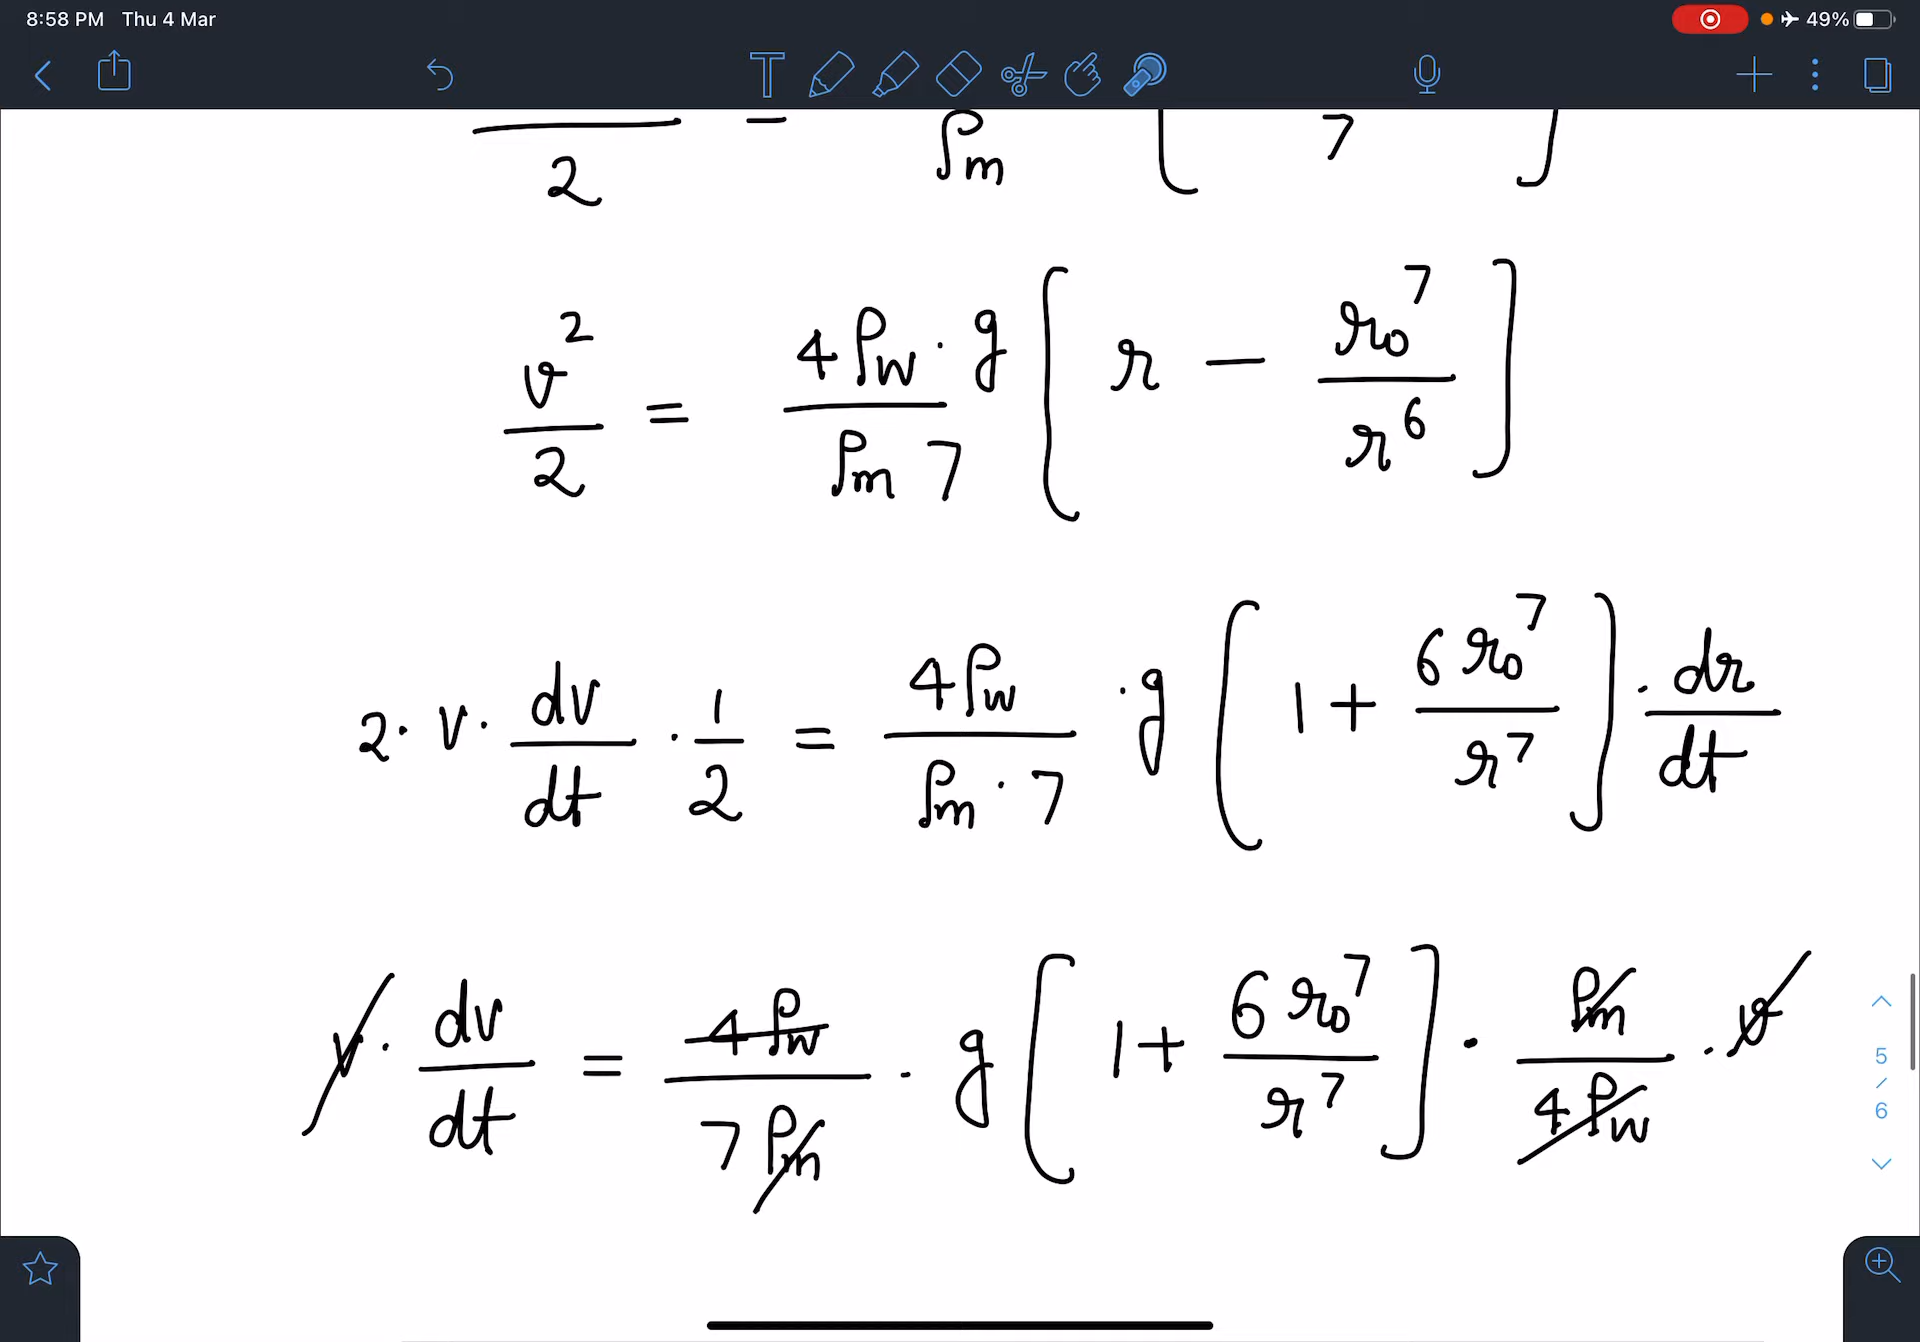 8:58 PM Thu 4 Mar 49%
T
2 = ρm [ 7 ]
v²/2 = 4ρw · g / ρm 7 [ r − r₀⁷/r⁶ ]
2 · v · dv/dt · 1/2 = 4ρw/ρm · 7 · g [ 1 + 6r₀⁷/r⁷ ] · dr/dt
v · dv/dt = 4ρw/7ρm · g [ 1 + 6r₀⁷/r⁷ ] · ρm/4ρw · v
5 / 6